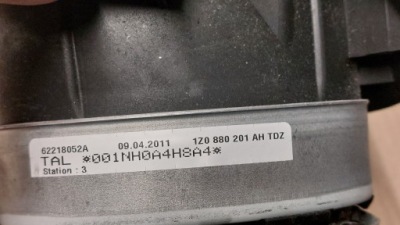 62218052A 09.04.2011 1Z0 880 201 AH TDZ
TAL *001NH0A4H8A4*
Station : 3